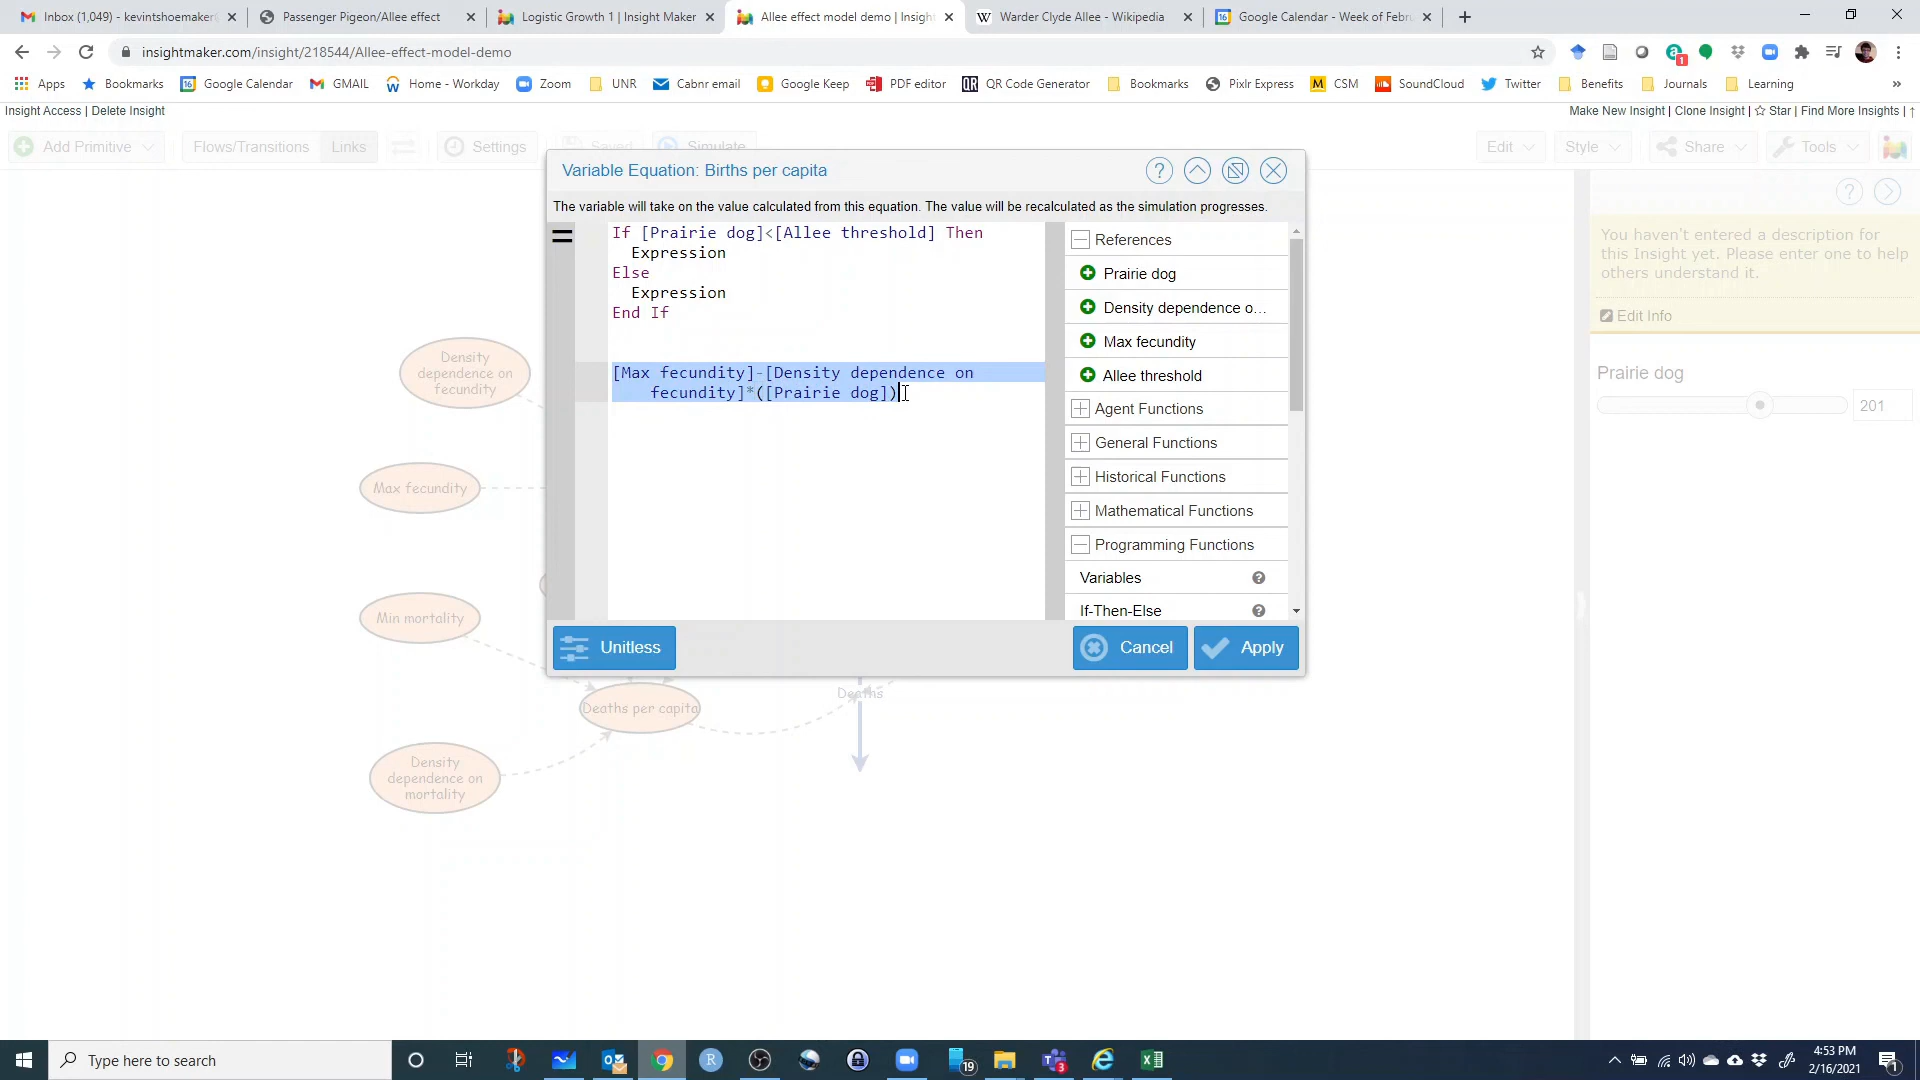 Inbox (1,049) - kevintshoemaker
Passenger Pigeon/Allee effect
Logistic Growth 1 | Insight Maker
Allee effect model demo | Insigh
Warder Clyde Allee - Wikipedia
Google Calendar - Week of Febr
insightmaker.com/insight/218544/Allee-effect-model-demo
Apps
Bookmarks
Google Calendar
GMAIL
Home - Workday
Zoom
UNR
Cabnr email
Google Keep
PDF editor
QR Code Generator
Bookmarks
Pixlr Express
CSM
SoundCloud
Twitter
Benefits
Journals
Learning
»
Insight Access | Delete Insight
Make New Insight | Clone Insight | ☆ Star | Find More Insights | ↑
Add Primitive
Flows/Transitions
Links
Settings
Saved
Simulate
Edit
Style
Share
Tools
Variable Equation: Births per capita
The variable will take on the value calculated from this equation. The value will be recalculated as the simulation progresses.
=
If [Prairie dog]<[Allee threshold] Then
Expression
Else
Expression
End If
[Max fecundity]-[Density dependence on
fecundity]*([Prairie dog])
References
Prairie dog
Density dependence o...
Max fecundity
Allee threshold
Agent Functions
General Functions
Historical Functions
Mathematical Functions
Programming Functions
Variables
If-Then-Else
Unitless
Cancel
Apply
You haven't entered a description for
this Insight yet. Please enter one to help
others understand it.
Edit Info
Prairie dog
201
Density
dependence on
fecundity
Max fecundity
Min mortality
Deaths per capita
Deaths
Density
dependence on
mortality
Type here to search
19
3
4:53 PM
2/16/2021
1